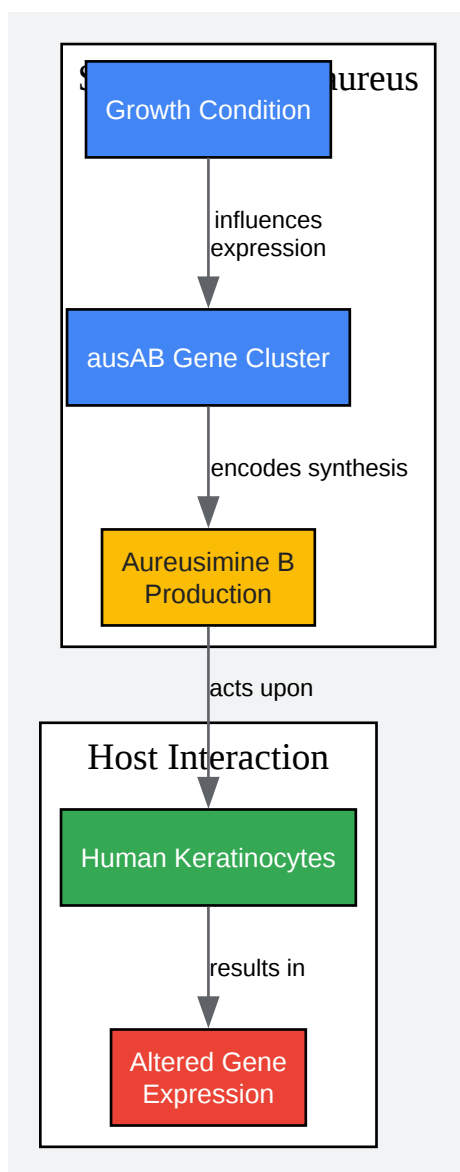 aureus
Growth Condition
influences
expression
ausAB Gene Cluster
encodes synthesis
Aureusimine B
Production
acts upon
Host Interaction
Human Keratinocytes
results in
Altered Gene
Expression